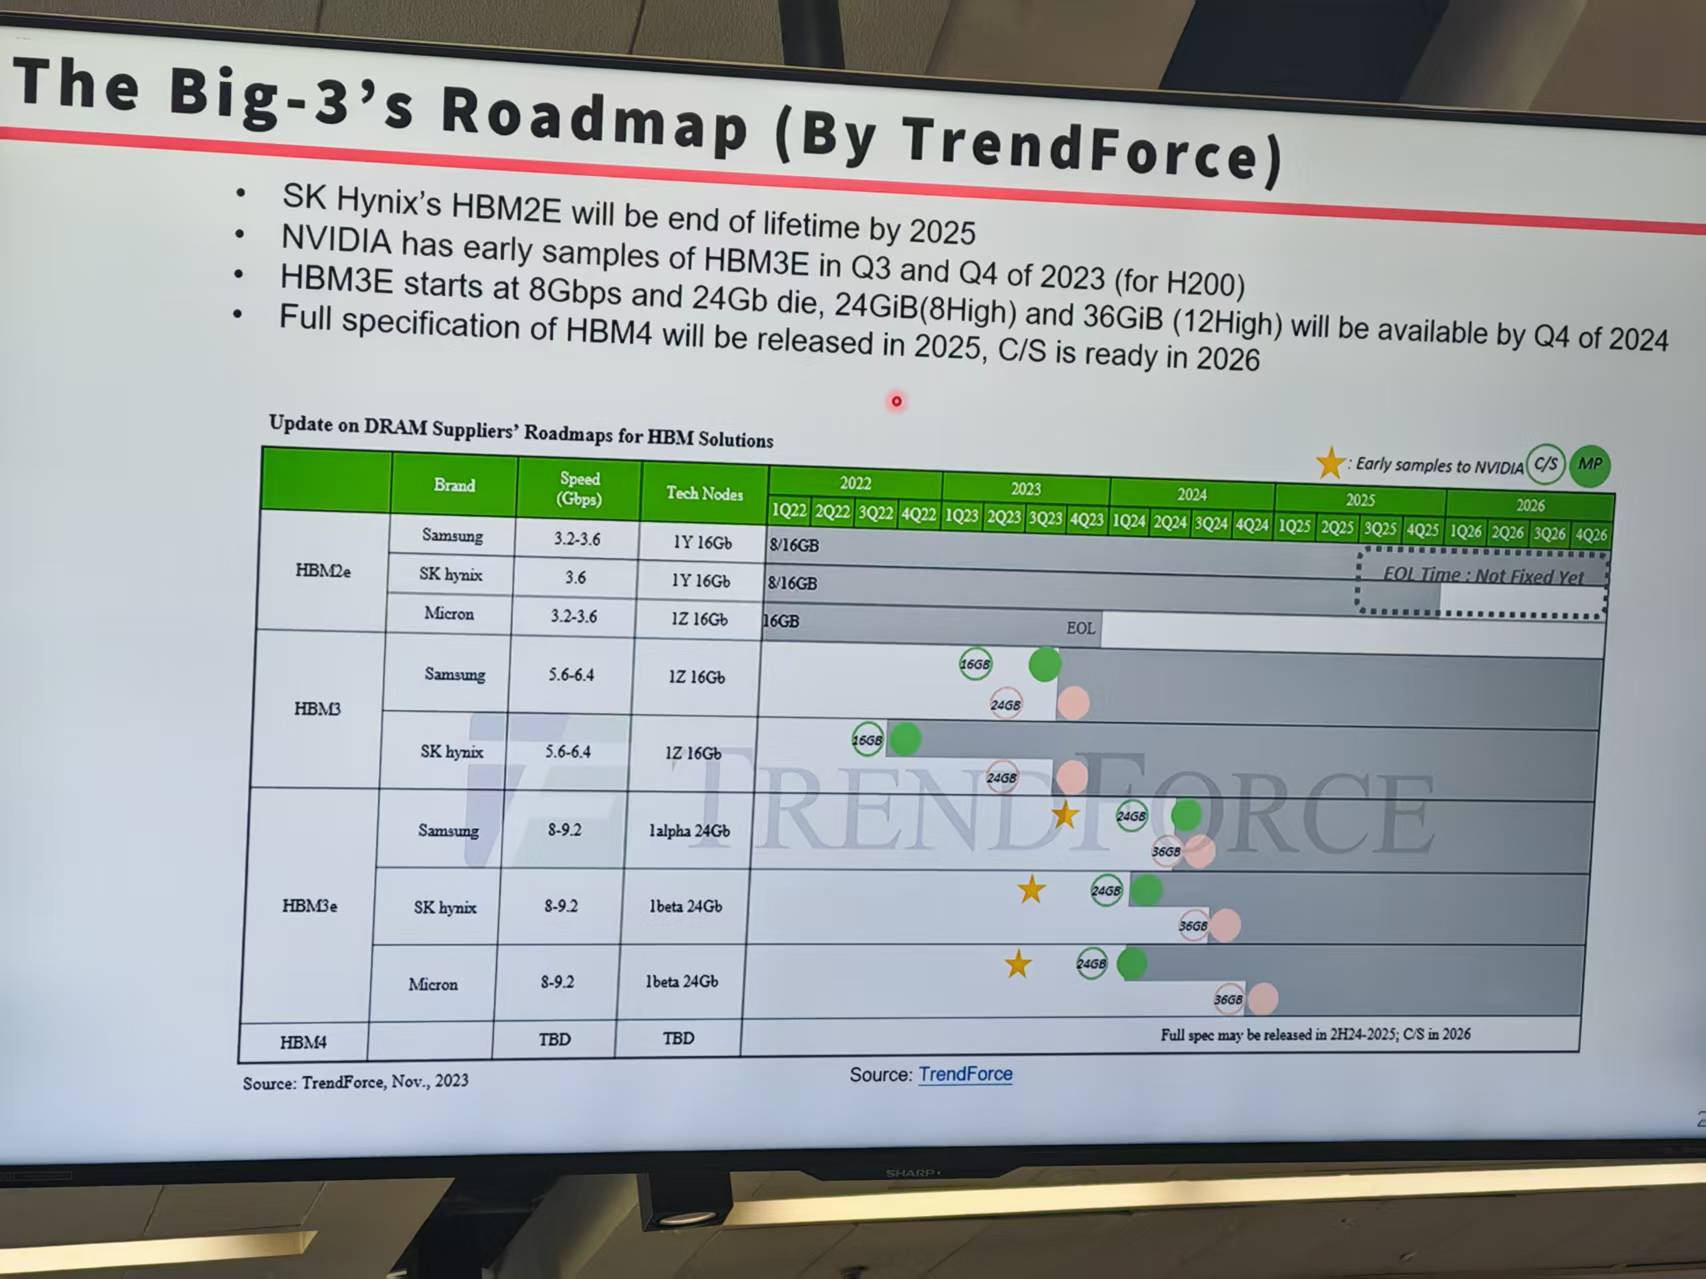 The Big-3's Roadmap (By TrendForce)
• SK Hynix's HBM2E will be end of lifetime by 2025
• NVIDIA has early samples of HBM3E in Q3 and Q4 of 2023 (for H200)
• HBM3E starts at 8Gbps and 24Gb die, 24GiB(8High) and 36GiB (12High) will be available by Q4 of 2024
• Full specification of HBM4 will be released in 2025, C/S is ready in 2026
Update on DRAM Suppliers' Roadmaps for HBM Solutions
: Early samples to NVIDIA C/S MP
Brand Speed (Gbps) Tech Nodes 2022 2023 2024 2025 2026
1Q22 2Q22 3Q22 4Q22 1Q23 2Q23 3Q23 4Q23 1Q24 2Q24 3Q24 4Q24 1Q25 2Q25 3Q25 4Q25 1Q26 2Q26 3Q26 4Q26
HBM2e
Samsung 3.2-3.6 1Y 16Gb 8/16GB
EOL Time : Not Fixed Yet
SK hynix 3.6 1Y 16Gb 8/16GB
Micron 3.2-3.6 1Z 16Gb 16GB EOL
HBM3
Samsung 5.6-6.4 1Z 16Gb 16GB
24GB
SK hynix 5.6-6.4 1Z 16Gb 16GB
24GB
TRENDFORCE
HBM3e
Samsung 8-9.2 1alpha 24Gb 24GB
36GB
SK hynix 8-9.2 1beta 24Gb 24GB
36GB
Micron 8-9.2 1beta 24Gb 24GB
36GB
HBM4 TBD TBD Full spec may be released in 2H24-2025; C/S in 2026
Source: TrendForce, Nov., 2023
Source: TrendForce
SHARP